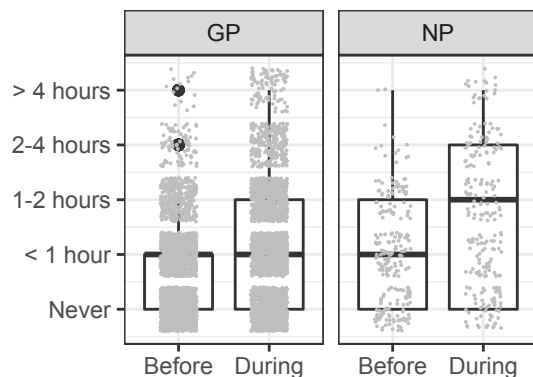 GP
NP
> 4 hours
2-4 hours
1-2 hours
< 1 hour
Never
Before
During
Before
During